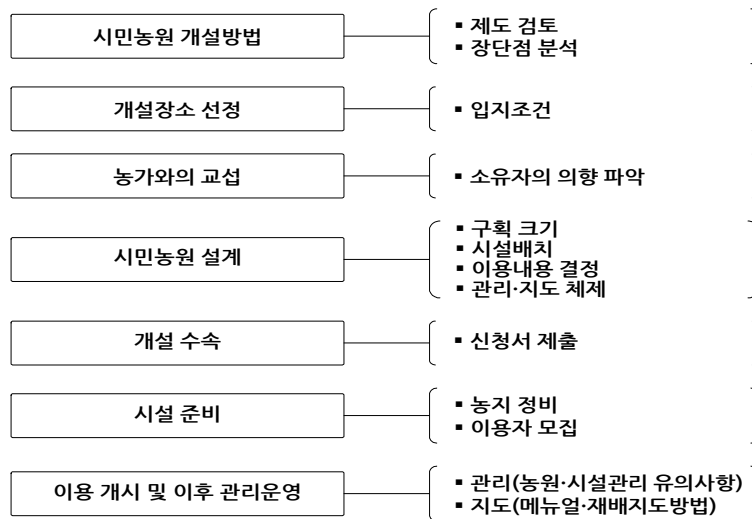 시민농원 개설방법
▪ 제도 검토
▪ 장단점 분석
개설장소 선정
▪ 입지조건
농가와의 교섭
▪ 소유자의 의향 파악
시민농원 설계
▪ 구획 크기
▪ 시설배치
▪ 이용내용 결정
▪ 관리·지도 체제
개설 수속
▪ 신청서 제출
시설 준비
▪ 농지 정비
▪ 이용자 모집
이용 개시 및 이후 관리운영
▪ 관리(농원·시설관리 유의사항)
▪ 지도(메뉴얼·재배지도방법)